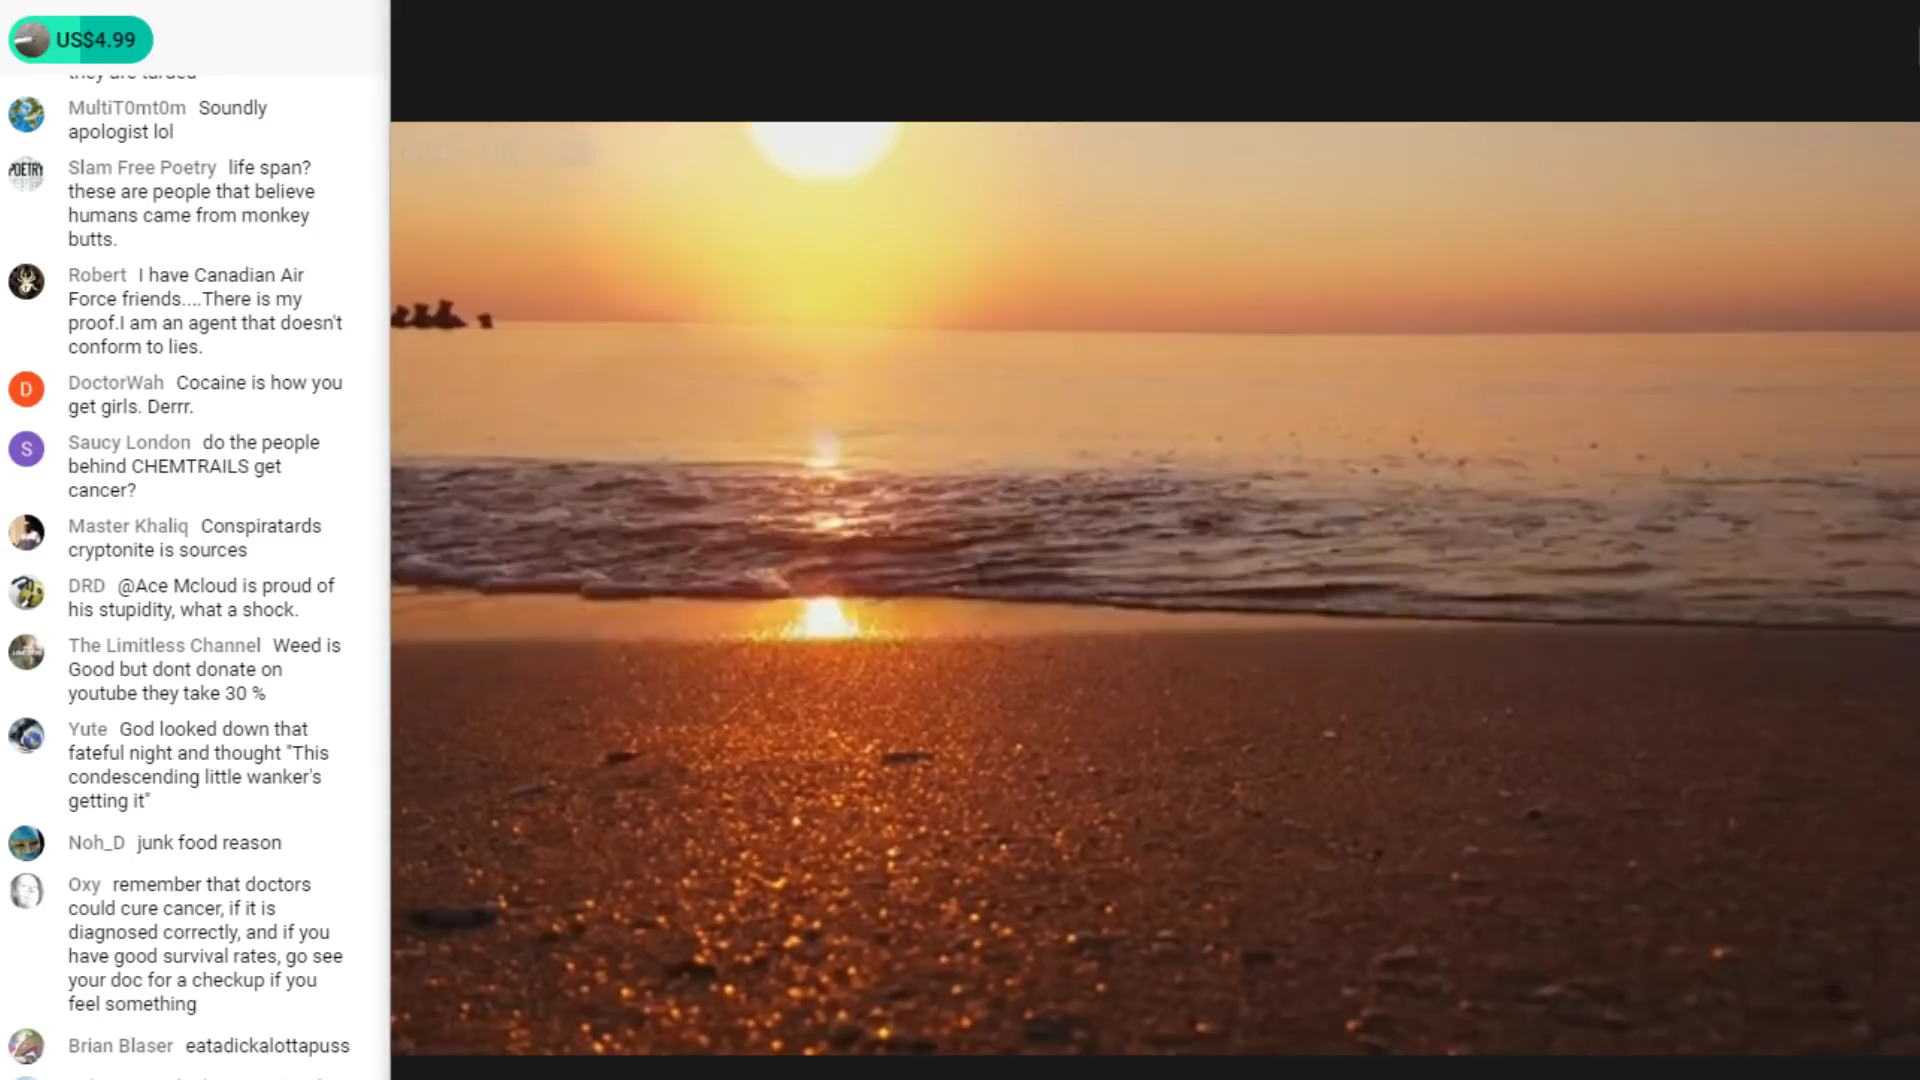 US$4.99
they are tarded
MultiT0mt0m Soundly
apologist lol
POETRY
Slam Free Poetry life span?
these are people that believe
humans came from monkey
butts.
Robert I have Canadian Air
Force friends....There is my
proof.I am an agent that doesn't
conform to lies.
D
DoctorWah Cocaine is how you
get girls. Derrr.
S
Saucy London do the people
behind CHEMTRAILS get
cancer?
Master Khaliq Conspiratards
cryptonite is sources
DRD @Ace Mcloud is proud of
his stupidity, what a shock.
The Limitless Channel Weed is
Good but dont donate on
youtube they take 30 %
Yute God looked down that
fateful night and thought "This
condescending little wanker's
getting it"
Noh_D junk food reason
Oxy remember that doctors
could cure cancer, if it is
diagnosed correctly, and if you
have good survival rates, go see
your doc for a checkup if you
feel something
Brian Blaser eatadickalottapuss